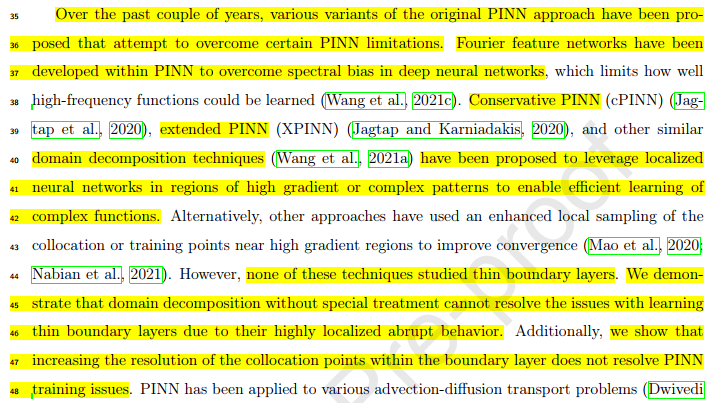 35 Over the past couple of years, various variants of the original PINN approach have been pro-
36 posed that attempt to overcome certain PINN limitations. Fourier feature networks have been
37 developed within PINN to overcome spectral bias in deep neural networks, which limits how well
38 high-frequency functions could be learned (Wang et al., 2021c). Conservative PINN (cPINN) (Jag-
39 tap et al., 2020), extended PINN (XPINN) (Jagtap and Karniadakis, 2020), and other similar
40 domain decomposition techniques (Wang et al., 2021a) have been proposed to leverage localized
41 neural networks in regions of high gradient or complex patterns to enable efficient learning of
42 complex functions. Alternatively, other approaches have used an enhanced local sampling of the
43 collocation or training points near high gradient regions to improve convergence (Mao et al., 2020;
44 Nabian et al., 2021). However, none of these techniques studied thin boundary layers. We demon-
45 strate that domain decomposition without special treatment cannot resolve the issues with learning
46 thin boundary layers due to their highly localized abrupt behavior. Additionally, we show that
47 increasing the resolution of the collocation points within the boundary layer does not resolve PINN
48 training issues. PINN has been applied to various advection-diffusion transport problems (Dwivedi
Pre-proof